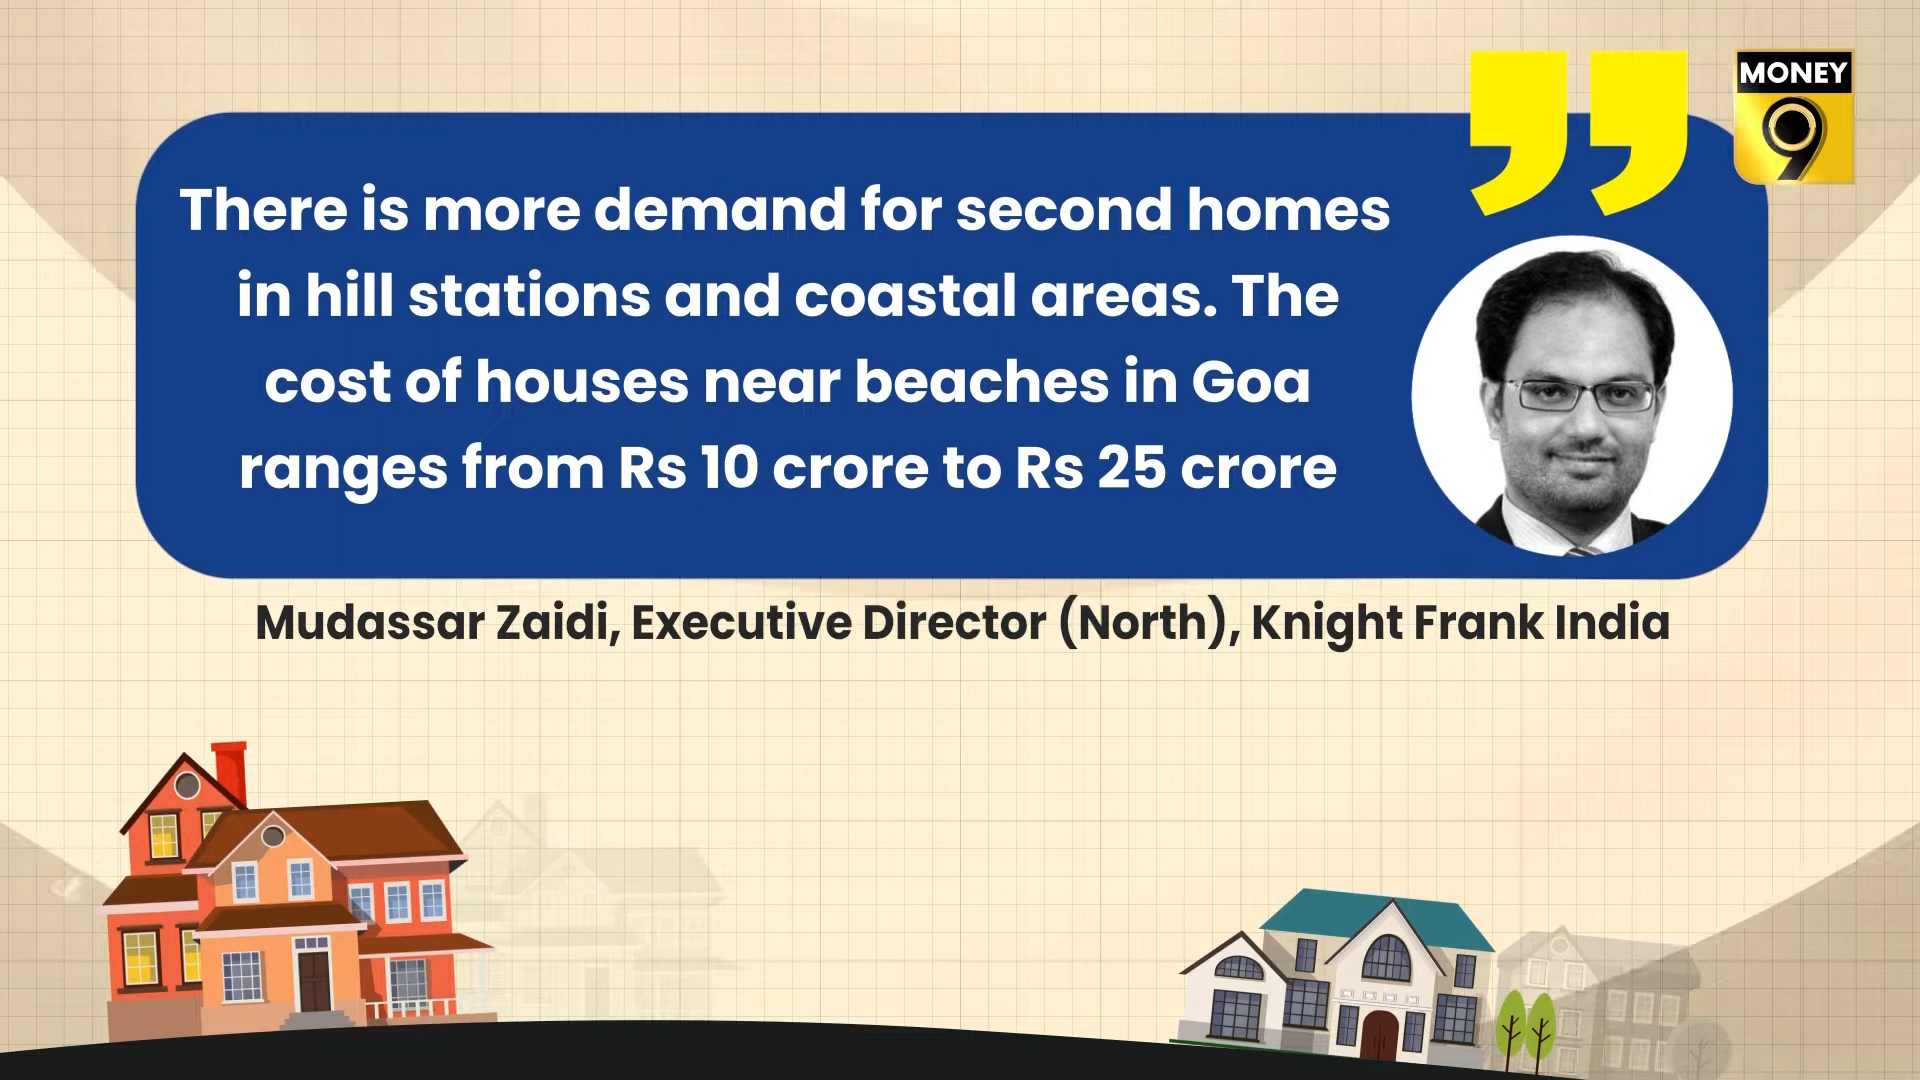 MONEY
9
There is more demand for second homes
in hill stations and coastal areas. The
cost of houses near beaches in Goa
ranges from Rs 10 crore to Rs 25 crore
Mudassar Zaidi, Executive Director (North), Knight Frank India